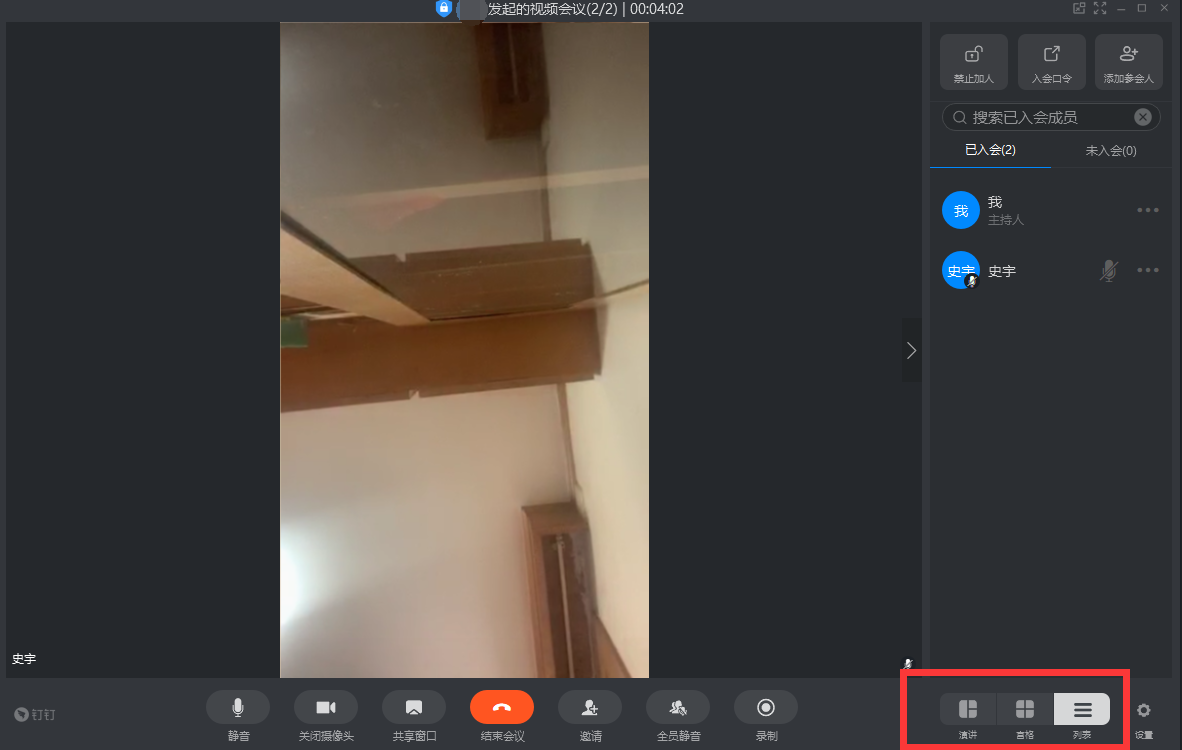 发起的视频会议(2/2) | 00:04:02
禁止加入
入会口令
添加参会人
搜索已入会成员
已入会(2)
未入会(0)
我
我
主持人
史宇
史宇
史宇
钉钉
静音
关闭摄像头
共享窗口
结束会议
邀请
全员静音
录制
演讲
宫格
列表
设置